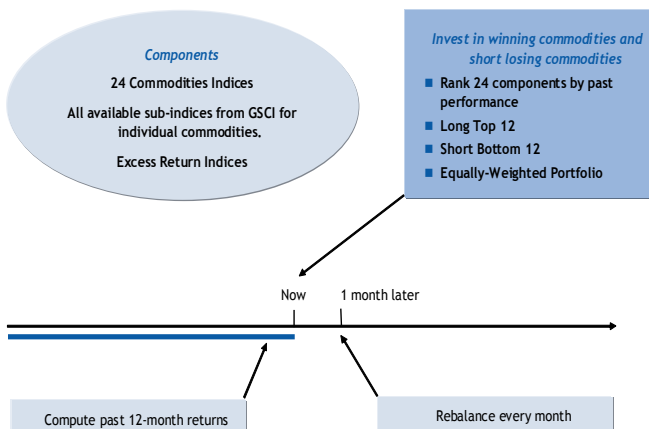 Components
24 Commodities Indices
All available sub-indices from GSCI for
individual commodities.
Excess Return Indices
Invest in winning commodities and
short losing commodities
■ Rank 24 components by past
performance
■ Long Top 12
■ Short Bottom 12
■ Equally-Weighted Portfolio
Now
1 month later
Compute past 12-month returns
Rebalance every month